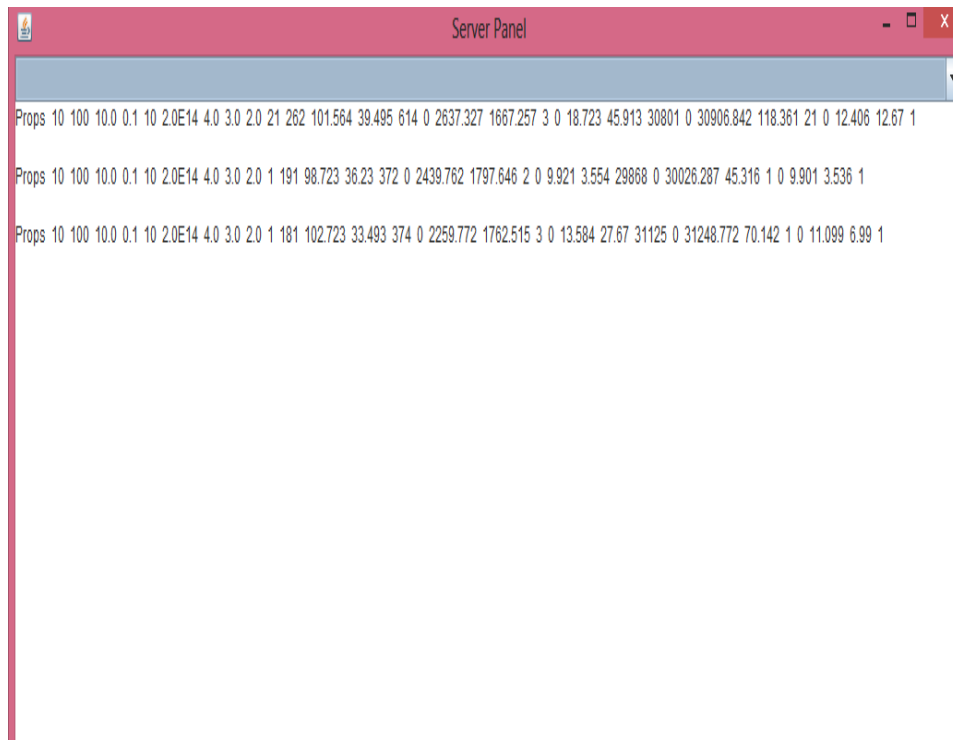 Server Panel
X
Props 10 100 10.0 0.1 10 2.0E14 4.0 3.0 2.0 21 262 101.564 39.495 614 0 2637.327 1667.257 3 0 18.723 45.913 30801 0 30906.842 118.361 21 0 12.406 12.67 1
Props 10 100 10.0 0.1 10 2.0E14 4.0 3.0 2.0 1 191 98.723 36.23 372 0 2439.762 1797.646 2 0 9.921 3.554 29868 0 30026.287 45.316 1 0 9.901 3.536 1
Props 10 100 10.0 0.1 10 2.0E14 4.0 3.0 2.0 1 181 102.723 33.493 374 0 2259.772 1762.515 3 0 13.584 27.67 31125 0 31248.772 70.142 1 0 11.099 6.99 1